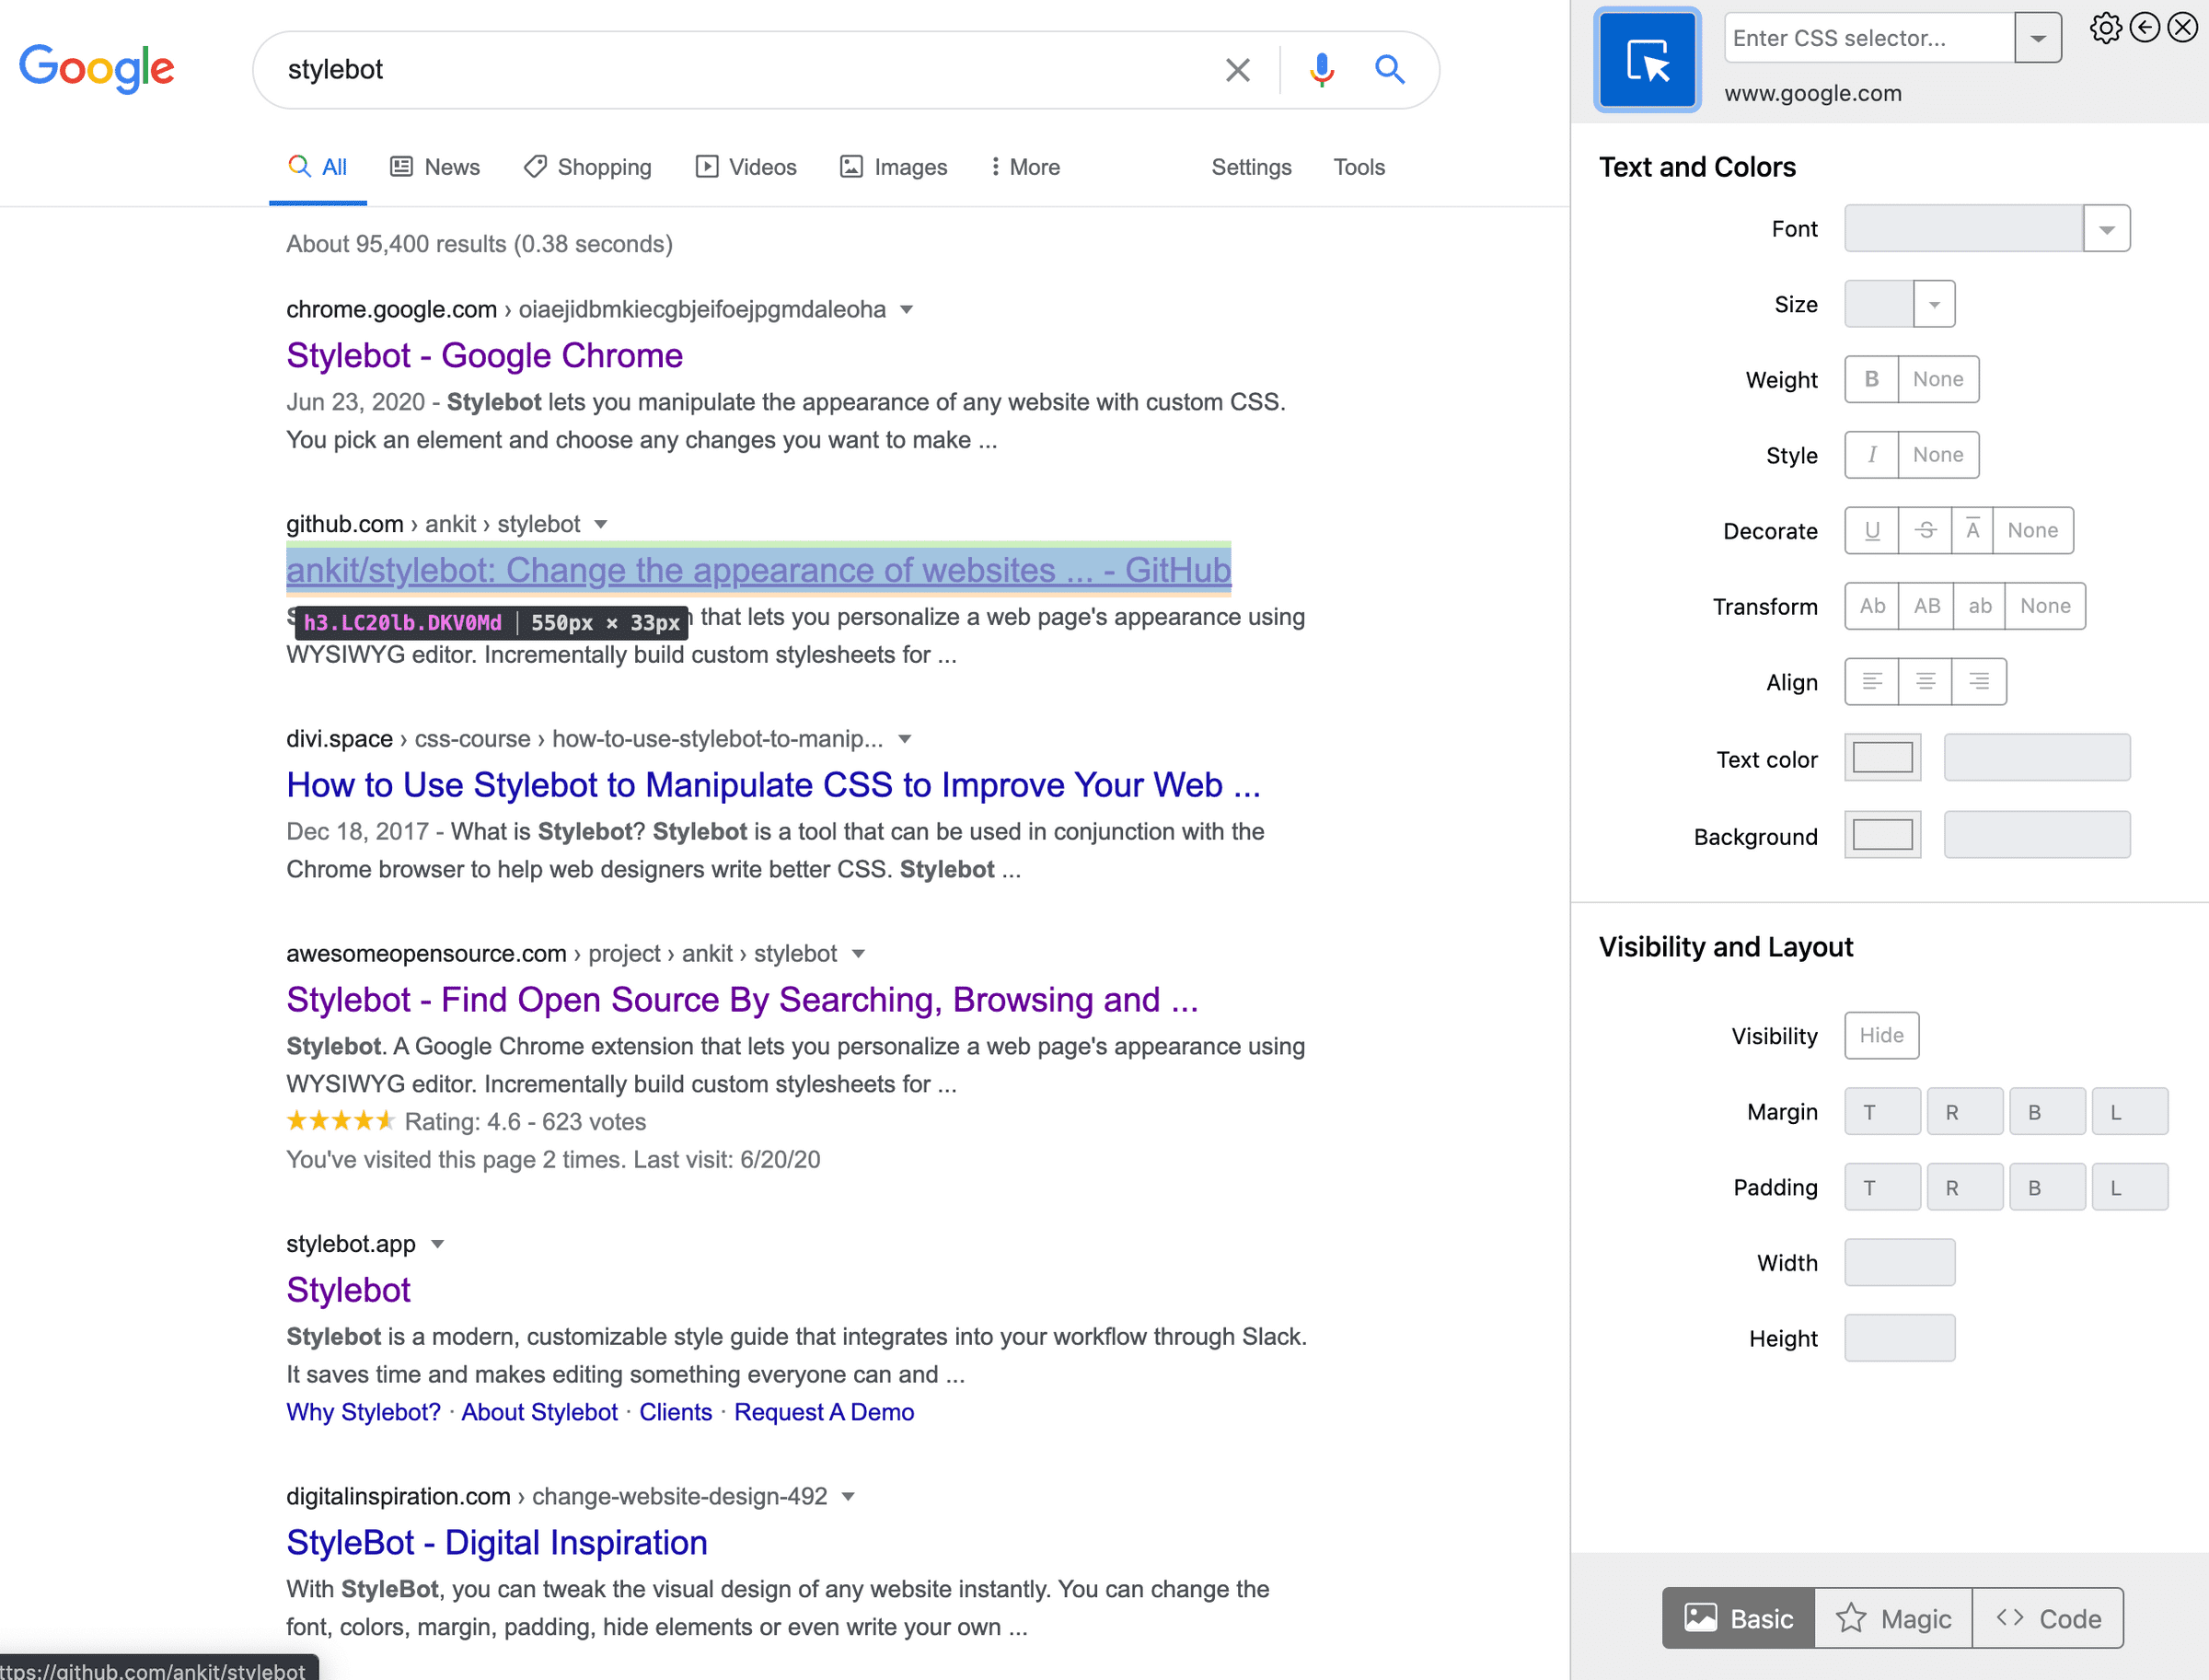 Google
stylebot
All News Shopping Videos Images More Settings Tools
About 95,400 results (0.38 seconds)
chrome.google.com › oiaejidbmkiecgbjeifoejpgmdaleoha
Stylebot - Google Chrome
Jun 23, 2020 - Stylebot lets you manipulate the appearance of any website with custom CSS.
You pick an element and choose any changes you want to make ...
github.com › ankit › stylebot
ankit/stylebot: Change the appearance of websites ... - GitHub
h3.LC20lb.DKV0Md | 550px × 33px
that lets you personalize a web page's appearance using
WYSIWYG editor. Incrementally build custom stylesheets for ...
divi.space › css-course › how-to-use-stylebot-to-manip...
How to Use Stylebot to Manipulate CSS to Improve Your Web ...
Dec 18, 2017 - What is Stylebot? Stylebot is a tool that can be used in conjunction with the
Chrome browser to help web designers write better CSS. Stylebot ...
awesomeopensource.com › project › ankit › stylebot
Stylebot - Find Open Source By Searching, Browsing and ...
Stylebot. A Google Chrome extension that lets you personalize a web page's appearance using
WYSIWYG editor. Incrementally build custom stylesheets for ...
Rating: 4.6 - 623 votes
You've visited this page 2 times. Last visit: 6/20/20
stylebot.app
Stylebot
Stylebot is a modern, customizable style guide that integrates into your workflow through Slack.
It saves time and makes editing something everyone can and ...
Why Stylebot? · About Stylebot · Clients · Request A Demo
digitalinspiration.com › change-website-design-492
StyleBot - Digital Inspiration
With StyleBot, you can tweak the visual design of any website instantly. You can change the
font, colors, margin, padding, hide elements or even write your own ...
ttps://github.com/ankit/stylebot
Enter CSS selector...
www.google.com
Text and Colors
Font
Size
Weight B None
Style I None
Decorate U S A None
Transform Ab AB ab None
Align
Text color
Background
Visibility and Layout
Visibility Hide
Margin T R B L
Padding T R B L
Width
Height
Basic Magic Code